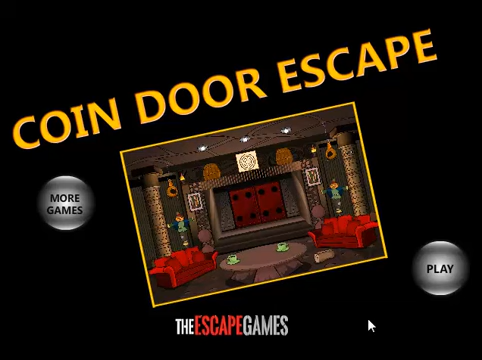 COIN DOOR ESCAPE
MORE
GAMES
PLAY
THEESCAPEGAMES